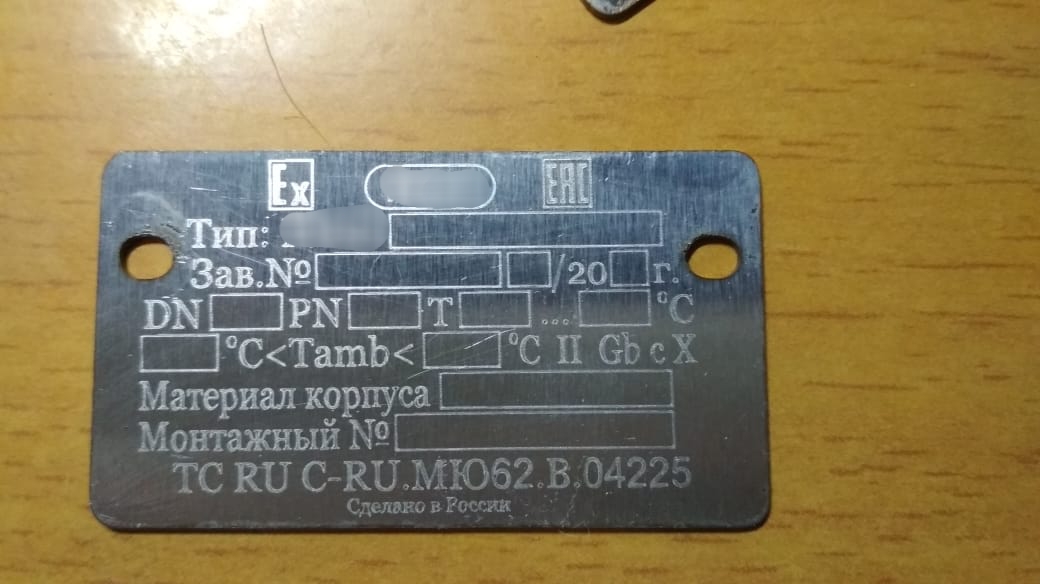 Ex EAC
Тип:
Зав.№ /20 г.
DN PN T ... °C
°C<Tamb< °C II Gb c X
Материал корпуса
Монтажный №
TC RU C-RU.МЮ62.В.04225
Сделано в России